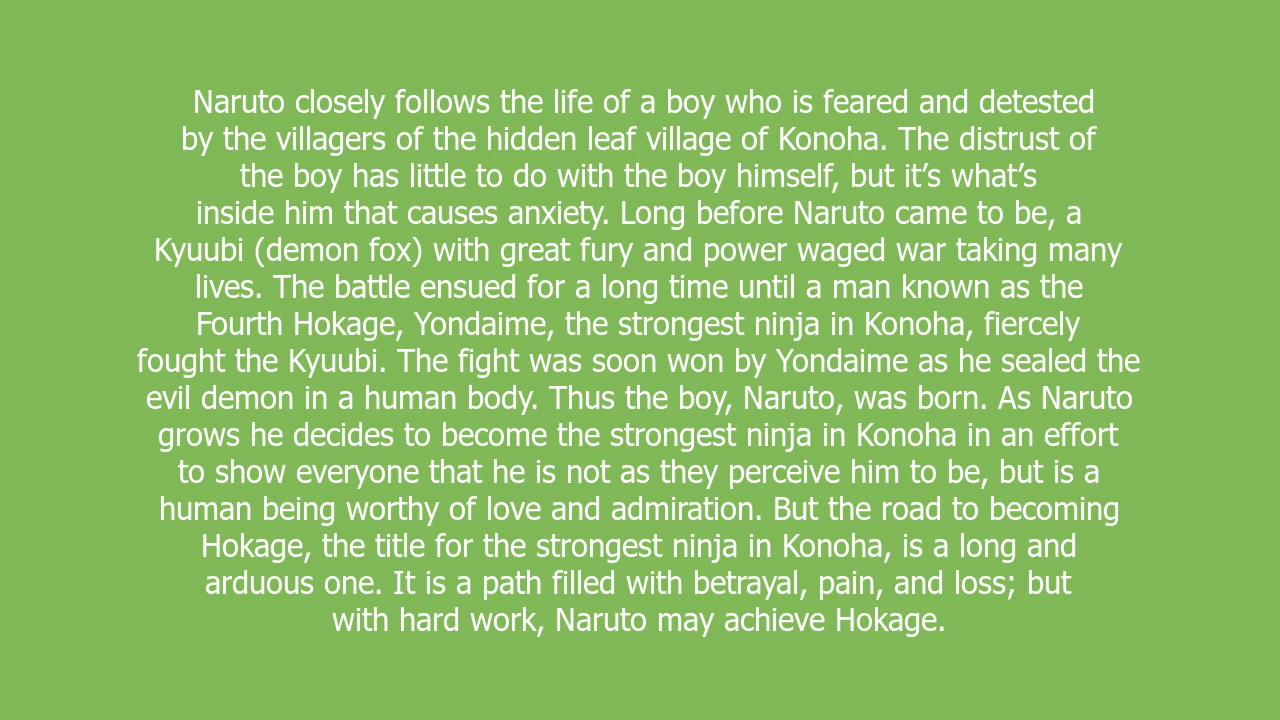 Naruto closely follows the life of a boy who is feared and detested
by the villagers of the hidden leaf village of Konoha. The distrust of
the boy has little to do with the boy himself, but it’s what’s
inside him that causes anxiety. Long before Naruto came to be, a
Kyuubi (demon fox) with great fury and power waged war taking many
lives. The battle ensued for a long time until a man known as the
Fourth Hokage, Yondaime, the strongest ninja in Konoha, fiercely
fought the Kyuubi. The fight was soon won by Yondaime as he sealed the
evil demon in a human body. Thus the boy, Naruto, was born. As Naruto
grows he decides to become the strongest ninja in Konoha in an effort
to show everyone that he is not as they perceive him to be, but is a
human being worthy of love and admiration. But the road to becoming
Hokage, the title for the strongest ninja in Konoha, is a long and
arduous one. It is a path filled with betrayal, pain, and loss; but
with hard work, Naruto may achieve Hokage.